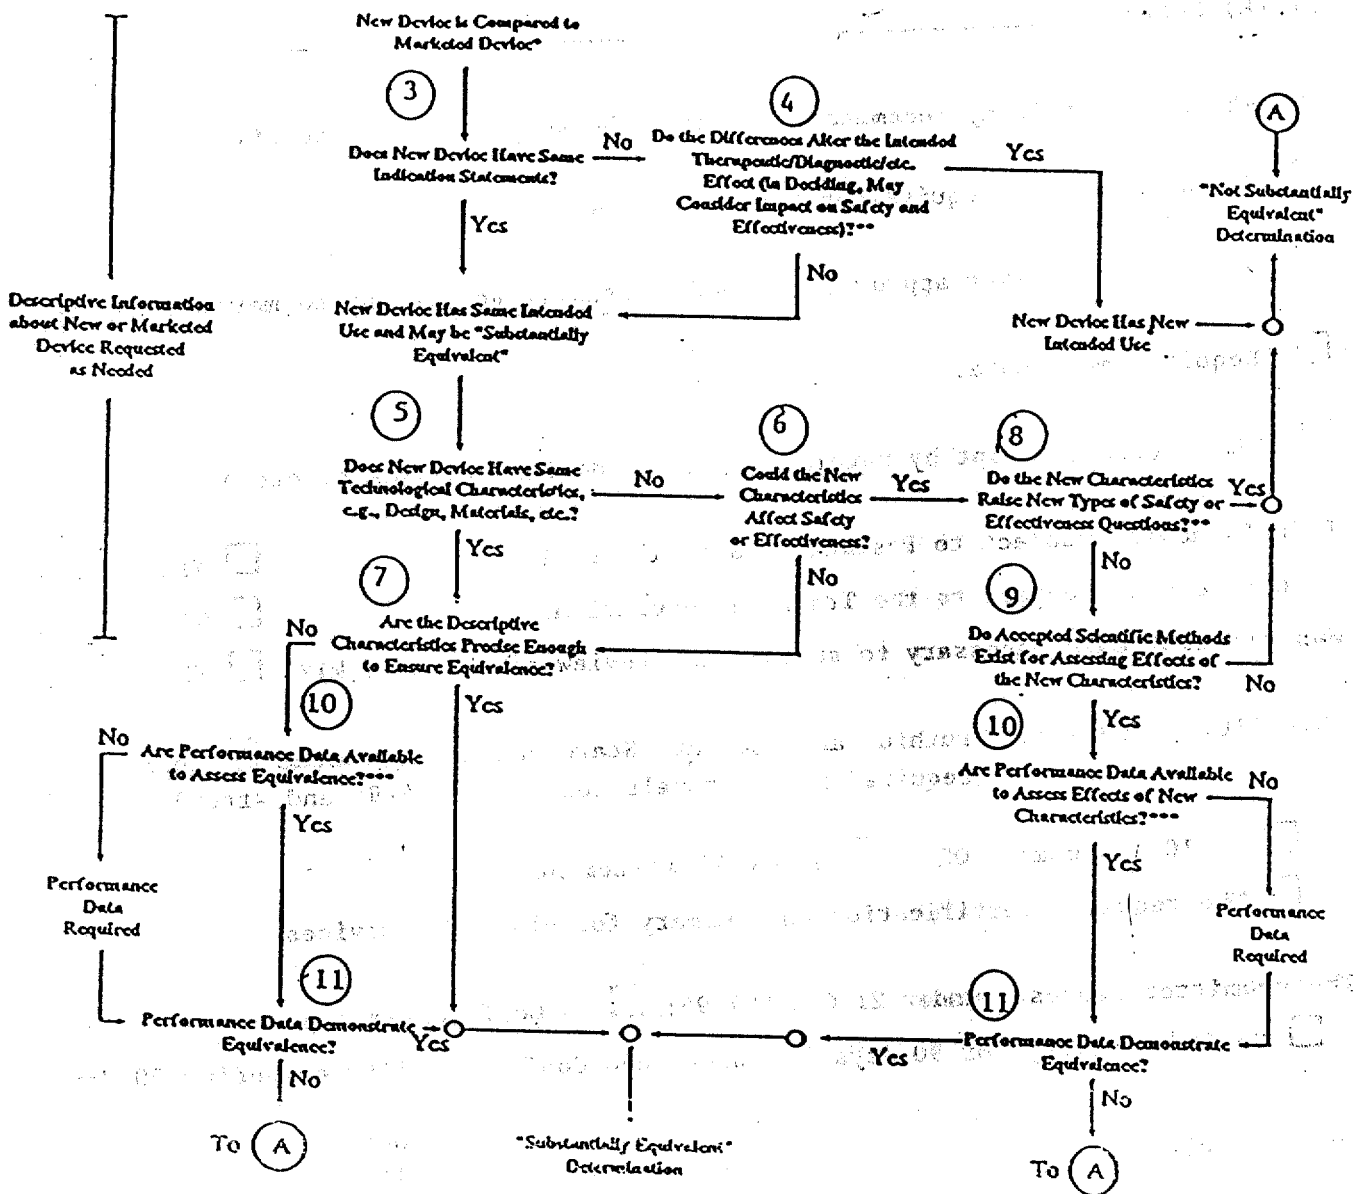 New Device is Compared to
Marketed Device*
3
Does New Device Have Same
Indication Statements?
No
Yes
4
Do the Differences Alter the Intended
Therapeutic/Diagnostic/etc.
Effect (in Deciding, May
Consider Impact on Safety and
Effectiveness)?**
Yes
No
A
"Not Substantially
Equivalent"
Determination
Descriptive Information
about New or Marketed
Device Requested
as Needed
New Device Has Same Intended
Use and May be "Substantially
Equivalent"
New Device Has New
Intended Use
5
Does New Device Have Same
Technological Characteristics,
e.g., Design, Materials, etc.?
No
Yes
6
Could the New
Characteristics
Affect Safety
or Effectiveness?
Yes
No
8
Do the New Characteristics
Raise New Types of Safety or
Effectiveness Questions?**
Yes
No
7
Are the Descriptive
Characteristics Precise Enough
to Ensure Equivalence?
No
Yes
9
Do Accepted Scientific Methods
Exist for Assessing Effects of
the New Characteristics?
No
Yes
10
Are Performance Data Available
to Assess Equivalence?***
No
Yes
10
Are Performance Data Available
to Assess Effects of New
Characteristics?***
No
Yes
Performance
Data
Required
Performance
Data
Required
11
Performance Data Demonstrate
Equivalence?
Yes
No
11
Performance Data Demonstrate
Equivalence?
Yes
No
To A
"Substantially Equivalent"
Determination
To A